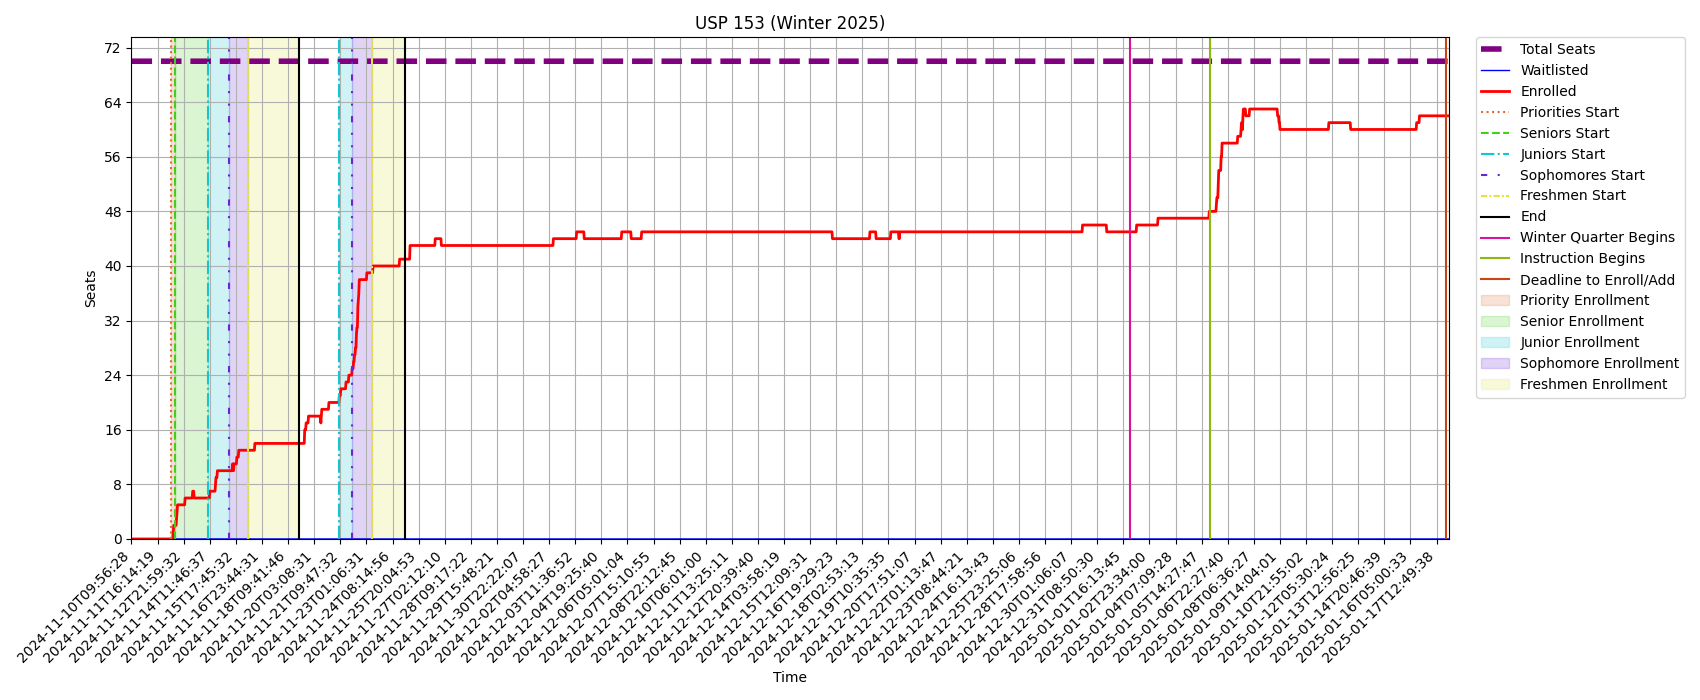 USP 153 (Winter 2025)
Seats
72
64
56
48
40
32
24
16
8
0
2024-11-10T09:56:28
2024-11-11T16:14:19
2024-11-12T21:59:32
2024-11-14T11:46:37
2024-11-15T17:45:32
2024-11-16T23:44:31
2024-11-18T09:41:46
2024-11-20T03:08:31
2024-11-21T09:47:32
2024-11-23T01:06:31
2024-11-24T08:14:56
2024-11-25T20:04:53
2024-11-27T02:12:10
2024-11-28T09:17:22
2024-11-29T15:48:21
2024-11-30T22:22:07
2024-12-02T04:58:27
2024-12-03T11:36:52
2024-12-04T19:25:40
2024-12-06T05:01:04
2024-12-07T15:10:55
2024-12-08T22:12:45
2024-12-10T06:01:00
2024-12-11T13:25:11
2024-12-12T20:39:40
2024-12-14T03:58:19
2024-12-15T12:09:31
2024-12-16T19:29:23
2024-12-18T02:53:13
2024-12-19T10:35:35
2024-12-20T17:51:07
2024-12-22T01:13:47
2024-12-23T08:44:21
2024-12-24T16:13:43
2024-12-25T23:25:06
2024-12-28T17:58:56
2024-12-30T01:06:07
2024-12-31T08:50:30
2025-01-01T16:13:45
2025-01-02T23:34:00
2025-01-04T07:09:28
2025-01-05T14:27:47
2025-01-06T22:27:40
2025-01-08T06:36:27
2025-01-09T14:04:01
2025-01-10T21:55:02
2025-01-12T05:30:24
2025-01-13T12:56:25
2025-01-14T20:46:39
2025-01-16T05:00:33
2025-01-17T12:49:38
Time
Total Seats
Waitlisted
Enrolled
Priorities Start
Seniors Start
Juniors Start
Sophomores Start
Freshmen Start
End
Winter Quarter Begins
Instruction Begins
Deadline to Enroll/Add
Priority Enrollment
Senior Enrollment
Junior Enrollment
Sophomore Enrollment
Freshmen Enrollment